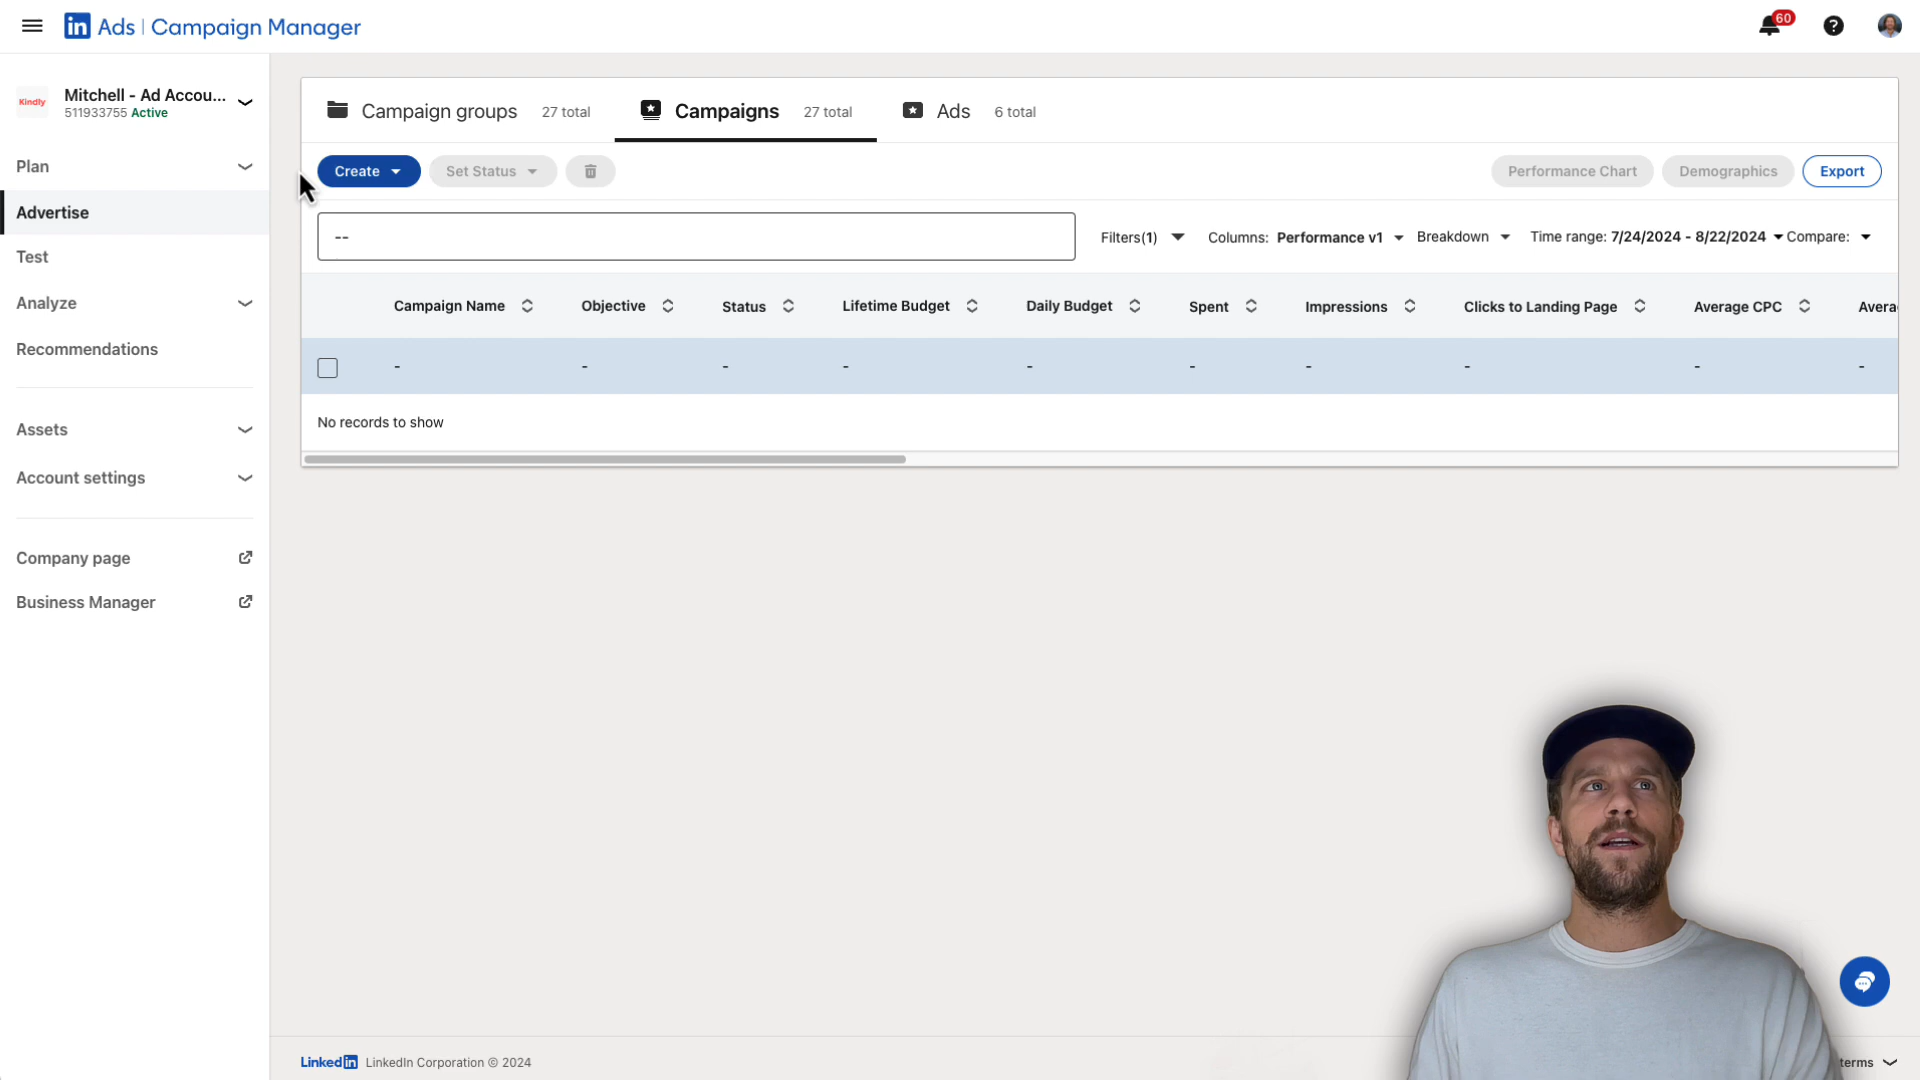 in Ads | Campaign Manager
60
?
Kindly
Mitchell - Ad Accou...
511933755 Active
Plan
Advertise
Test
Analyze
Recommendations
Assets
Account settings
Company page
Business Manager
Campaign groups 27 total
Campaigns 27 total
Ads 6 total
Create
Set Status
Performance Chart
Demographics
Export
--
Filters(1)
Columns: Performance v1
Breakdown
Time range: 7/24/2024 - 8/22/2024
Compare:
Campaign Name Objective Status Lifetime Budget Daily Budget Spent Impressions Clicks to Landing Page Average CPC Avera
- - - - - - - - - -
No records to show
LinkedIn LinkedIn Corporation © 2024
terms